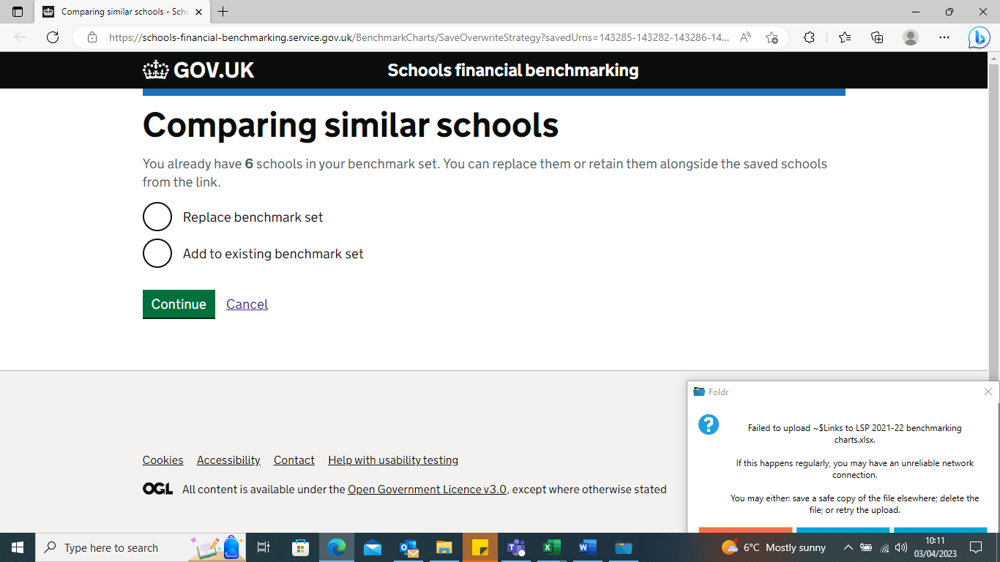 Comparing similar schools - Scho
https://schools-financial-benchmarking.service.gov.uk/BenchmarkCharts/SaveOverwriteStrategy?savedUrns=143285-143282-143286-14...
GOV.UK
Schools financial benchmarking
Comparing similar schools
You already have 6 schools in your benchmark set. You can replace them or retain them alongside the saved schools
from the link.
Replace benchmark set
Add to existing benchmark set
Continue Cancel
Foldr
Failed to upload ~$Links to LSP 2021-22 benchmarking
charts.xlsx.
If this happens regularly, you may have an unreliable network
connection.
You may either: save a safe copy of the file elsewhere; delete the
file; or retry the upload.
Cookies Accessibility Contact Help with usability testing
OGL All content is available under the Open Government Licence v3.0, except where otherwise stated
Type here to search
6°C Mostly sunny
10:11
03/04/2023